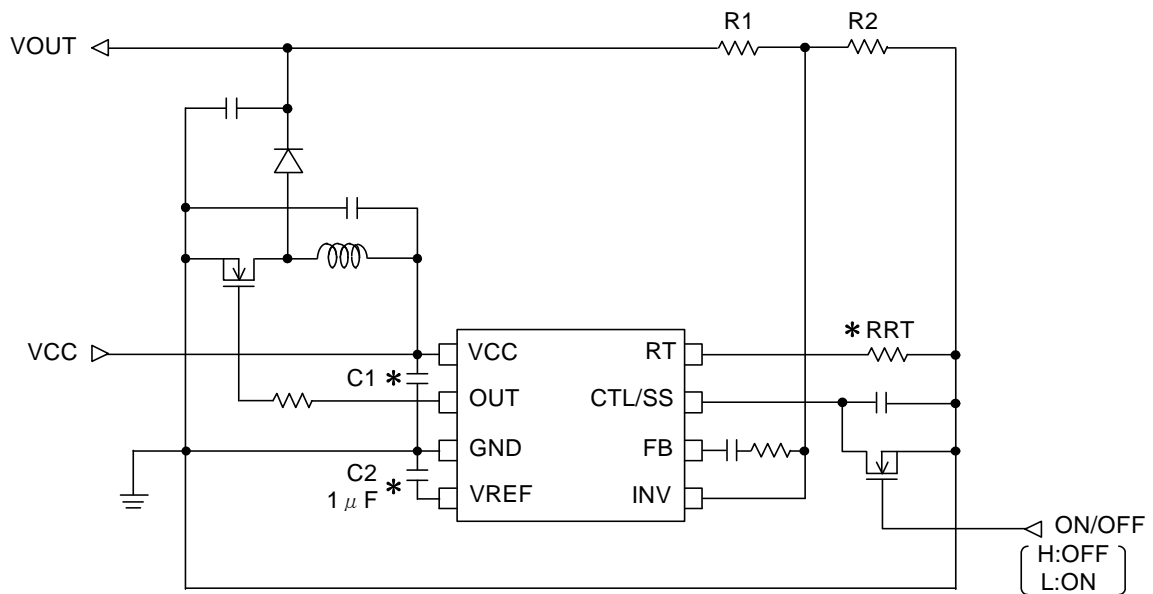 R1
R2
VOUT
VCC
* RRT
VCC
RT
C1 *
OUT
CTL/SS
GND
FB
C2 *
1μF
VREF
INV
ON/OFF
H:OFF
L:ON